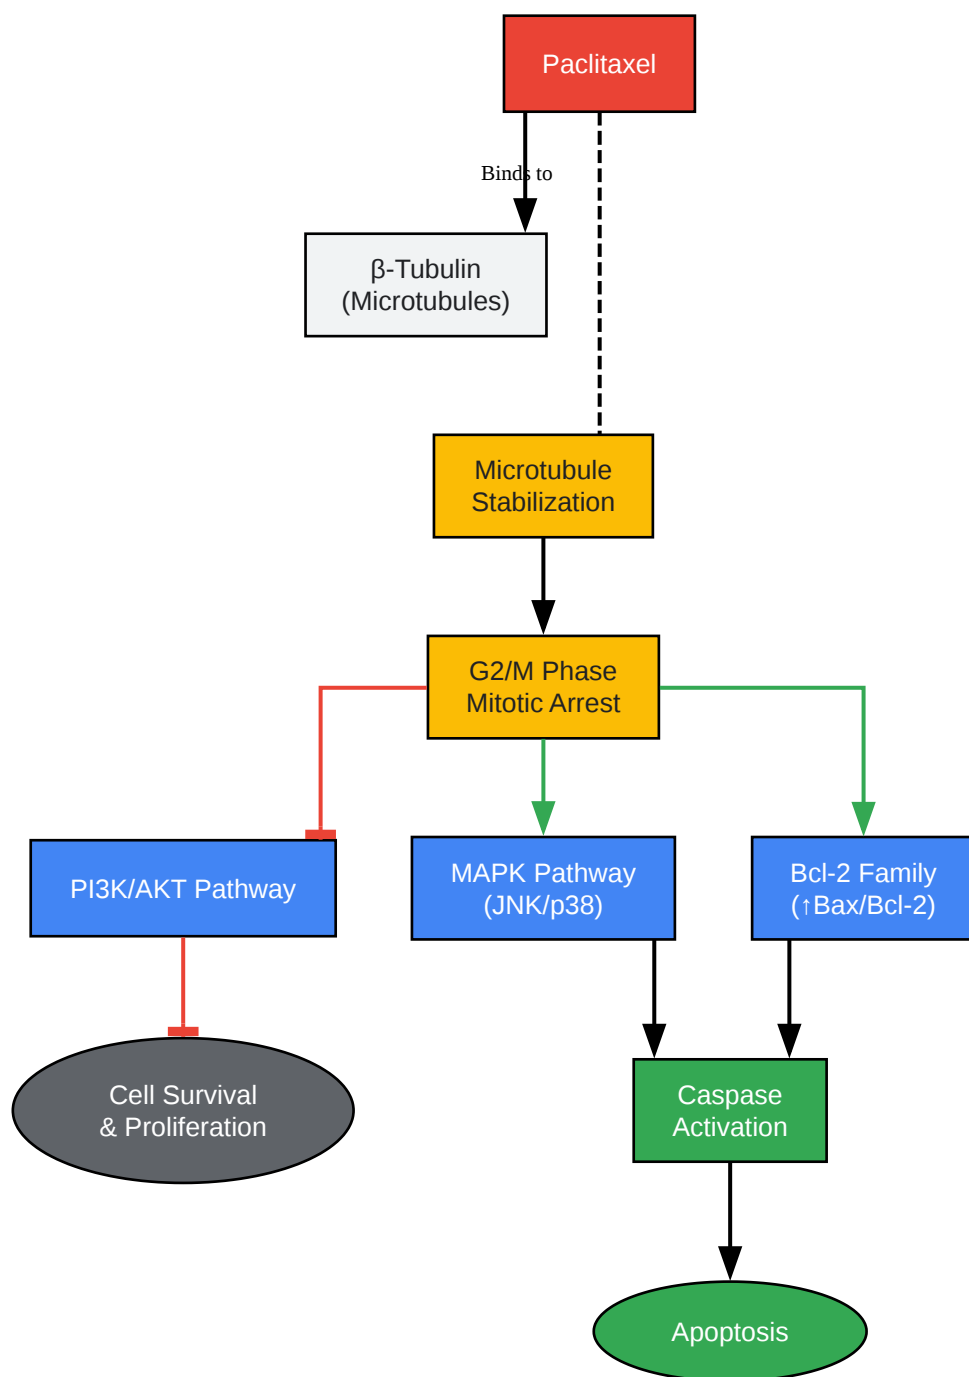 Paclitaxel
Binds to
β-Tubulin
(Microtubules)
Microtubule
Stabilization
G2/M Phase
Mitotic Arrest
PI3K/AKT Pathway
MAPK Pathway
(JNK/p38)
Bcl-2 Family
(↑Bax/Bcl-2)
Cell Survival
& Proliferation
Caspase
Activation
Apoptosis